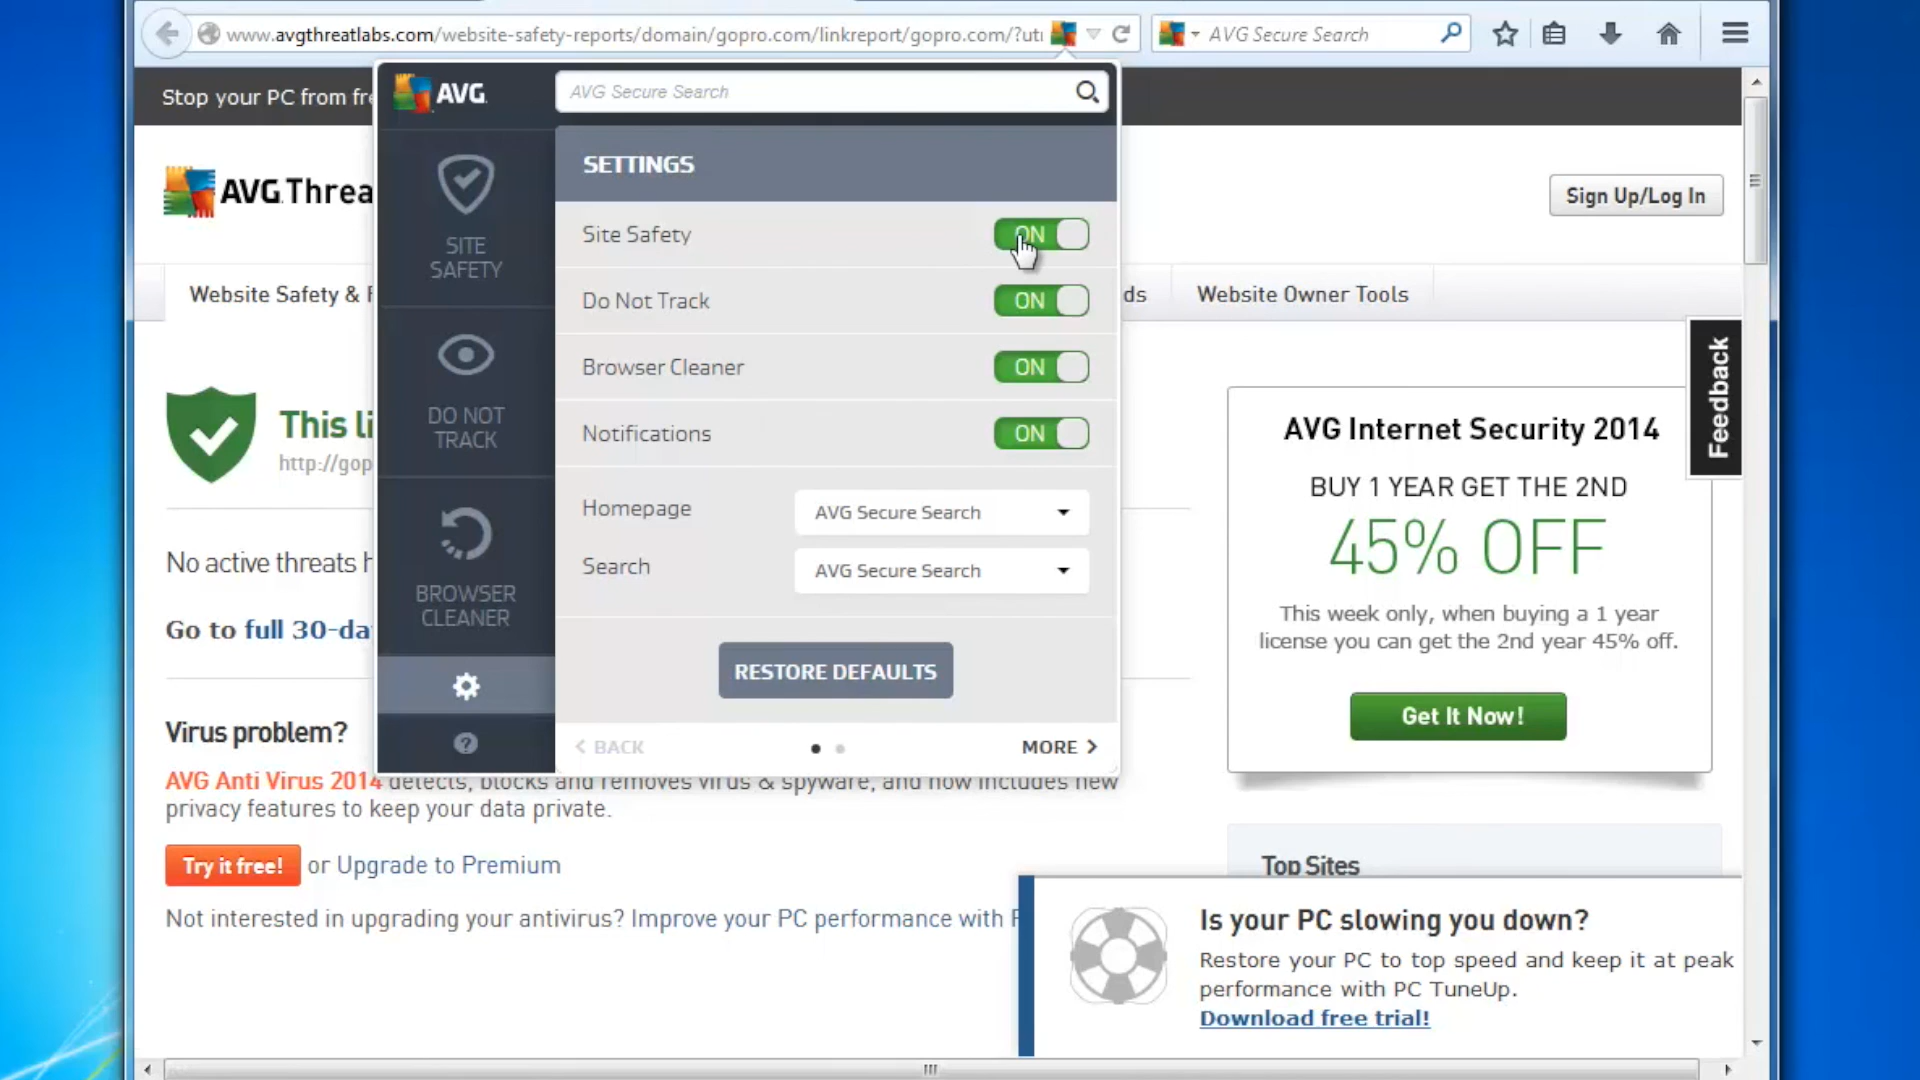 www.avgthreatlabs.com/website-safety-reports/domain/gopro.com/linkreport/gopro.com/?ut
AVG Secure Search
Stop your PC from fre
AVG Threa
Sign Up/Log In
Website Safety &
ds
Website Owner Tools
This li
http://gop
No active threats h
Go to full 30-da
Virus problem?
AVG Anti Virus 2014 detects, blocks and removes virus & spyware, and now includes new
privacy features to keep your data private.
Try it free! or Upgrade to Premium
Not interested in upgrading your antivirus? Improve your PC performance with
AVG
AVG Secure Search
SITE
SAFETY
DO NOT
TRACK
BROWSER
CLEANER
?
SETTINGS
Site Safety ON
Do Not Track ON
Browser Cleaner ON
Notifications ON
Homepage AVG Secure Search
Search AVG Secure Search
RESTORE DEFAULTS
< BACK
MORE >
Feedback
AVG Internet Security 2014
BUY 1 YEAR GET THE 2ND
45% OFF
This week only, when buying a 1 year
license you can get the 2nd year 45% off.
Get It Now!
Top Sites
Is your PC slowing you down?
Restore your PC to top speed and keep it at peak
performance with PC TuneUp.
Download free trial!